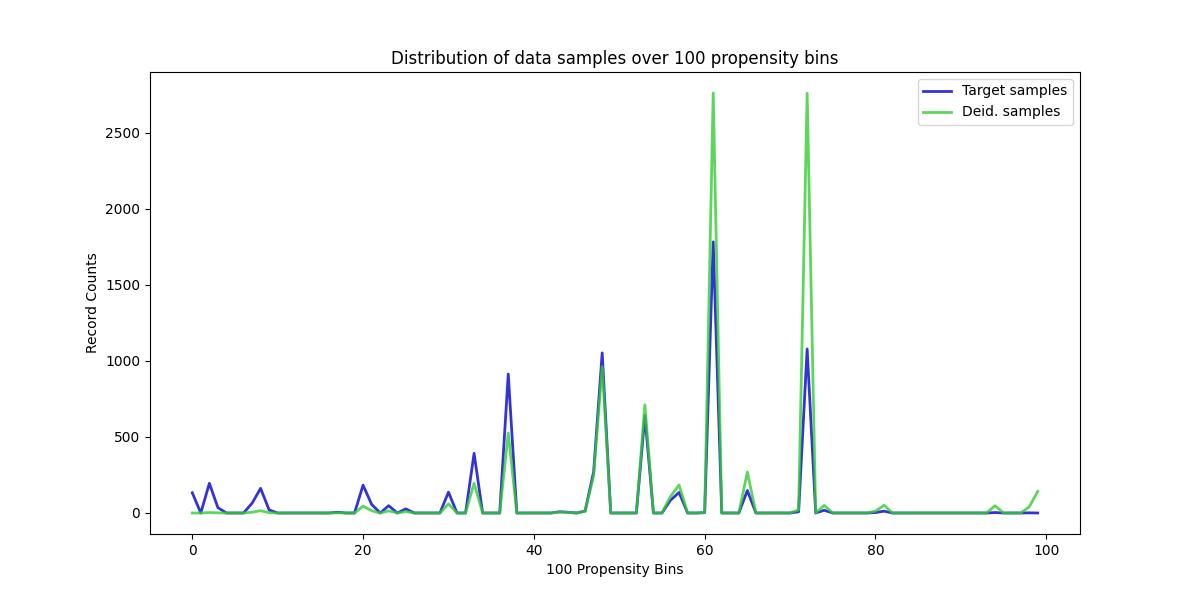 Distribution of data samples over 100 propensity bins
Target samples
Deid. samples
2500
2000
1500
1000
500
0
Record Counts
0 20 40 60 80 100
100 Propensity Bins